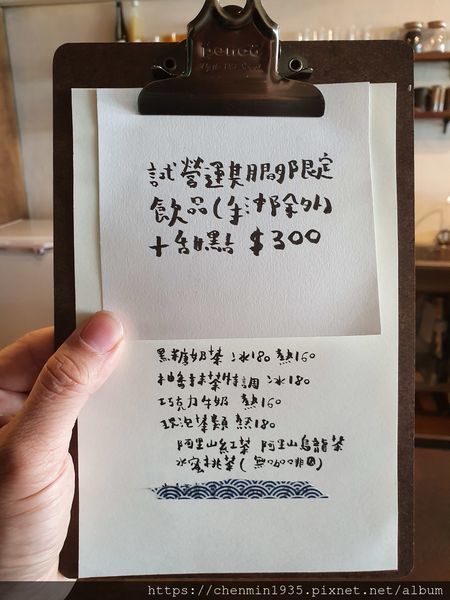 penco
試營運期間限定
飲品(生汁除外)
+甜點 $300
黑糖奶茶 冰180 熱160
柚香抹茶特調 冰180
巧克力牛奶 熱160
現泡茶類 熱180
阿里山紅茶 阿里山烏龍茶
水蜜桃茶(無咖啡因)
https://chenmin1935.pixnet.net/album